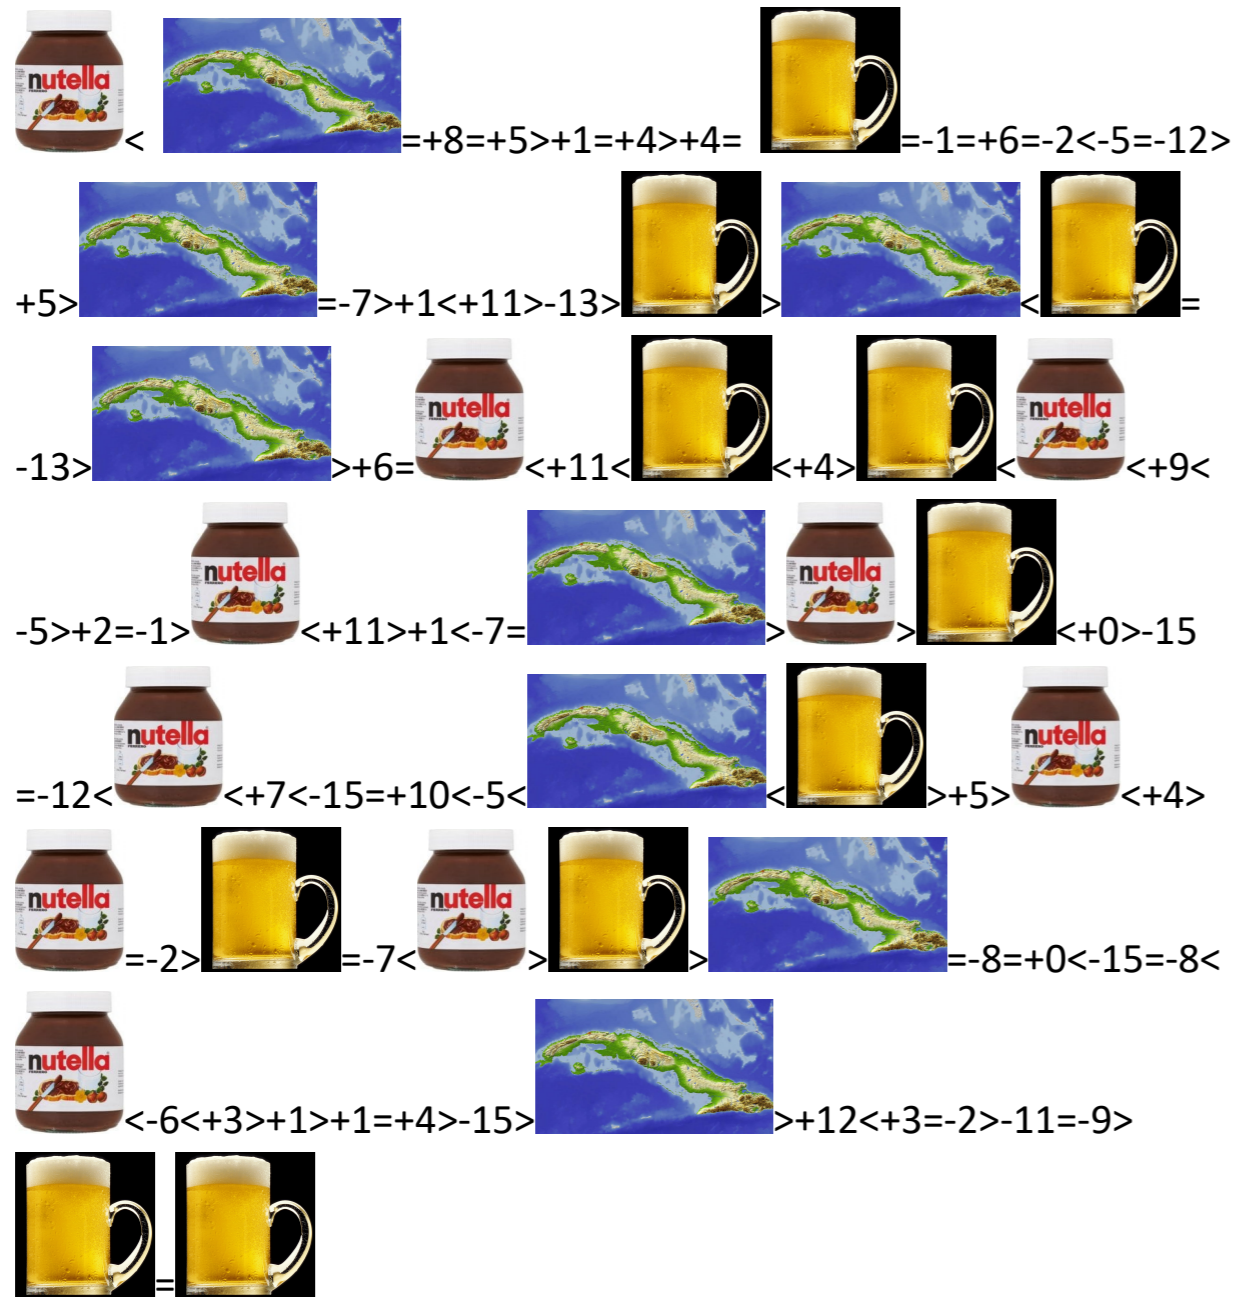 nutella < =+8=+5>+1=+4>+4= =-1=+6=-2<-5=-12>
+5> =-7>+1<+11>-13> > < =
-13> >+6= nutella <+11< <+4> < nutella <+9<
-5>+2=-1> nutella <+11>+1<-7= > nutella > <+0>-15
=-12< nutella <+7<-15=+10<-5< < >+5> nutella <+4>
nutella =-2> =-7< nutella > > =-8=+0<-15=-8<
nutella <-6<+3>+1>+1=+4>-15> >+12<+3=-2>-11=-9>
=